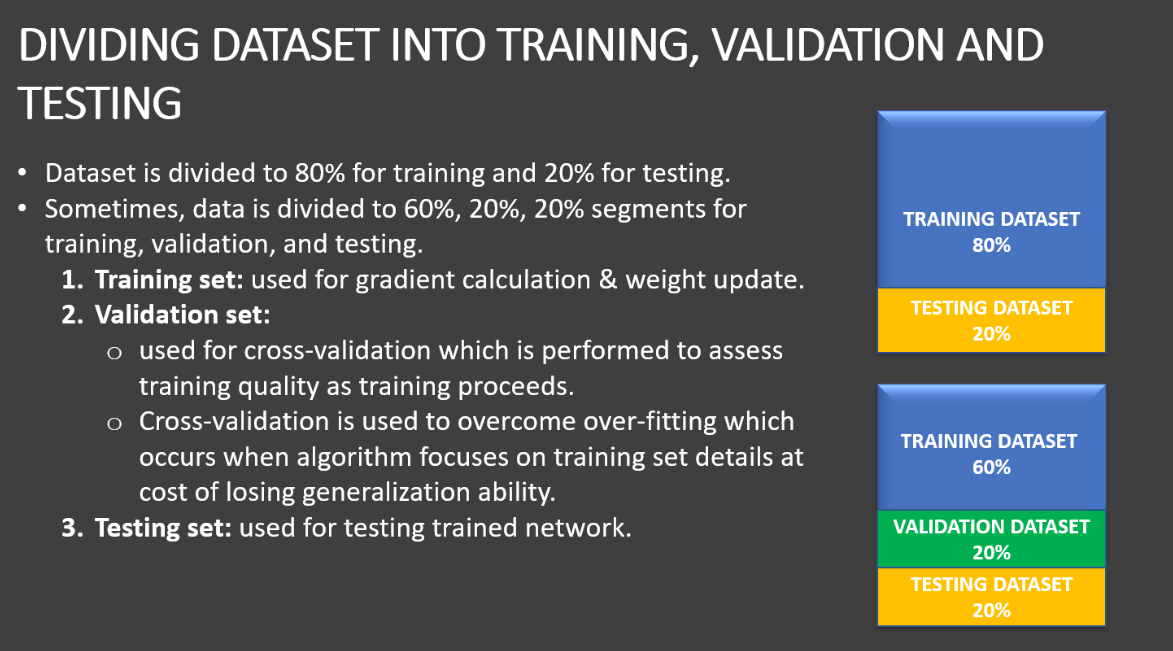 DIVIDING DATASET INTO TRAINING, VALIDATION AND
TESTING
• Dataset is divided to 80% for training and 20% for testing.
• Sometimes, data is divided to 60%, 20%, 20% segments for
training, validation, and testing.
1. Training set: used for gradient calculation & weight update.
2. Validation set:
o used for cross-validation which is performed to assess
training quality as training proceeds.
o Cross-validation is used to overcome over-fitting which
occurs when algorithm focuses on training set details at
cost of losing generalization ability.
3. Testing set: used for testing trained network.
TRAINING DATASET
80%
TESTING DATASET
20%
TRAINING DATASET
60%
VALIDATION DATASET
20%
TESTING DATASET
20%